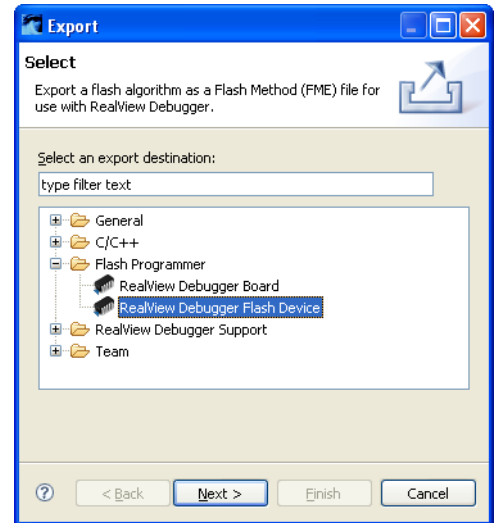 Export
Select
Export a flash algorithm as a Flash Method (FME) file for
use with RealView Debugger.
Select an export destination:
type filter text
General
C/C++
Flash Programmer
RealView Debugger Board
RealView Debugger Flash Device
RealView Debugger Support
Team
? < Back Next > Finish Cancel